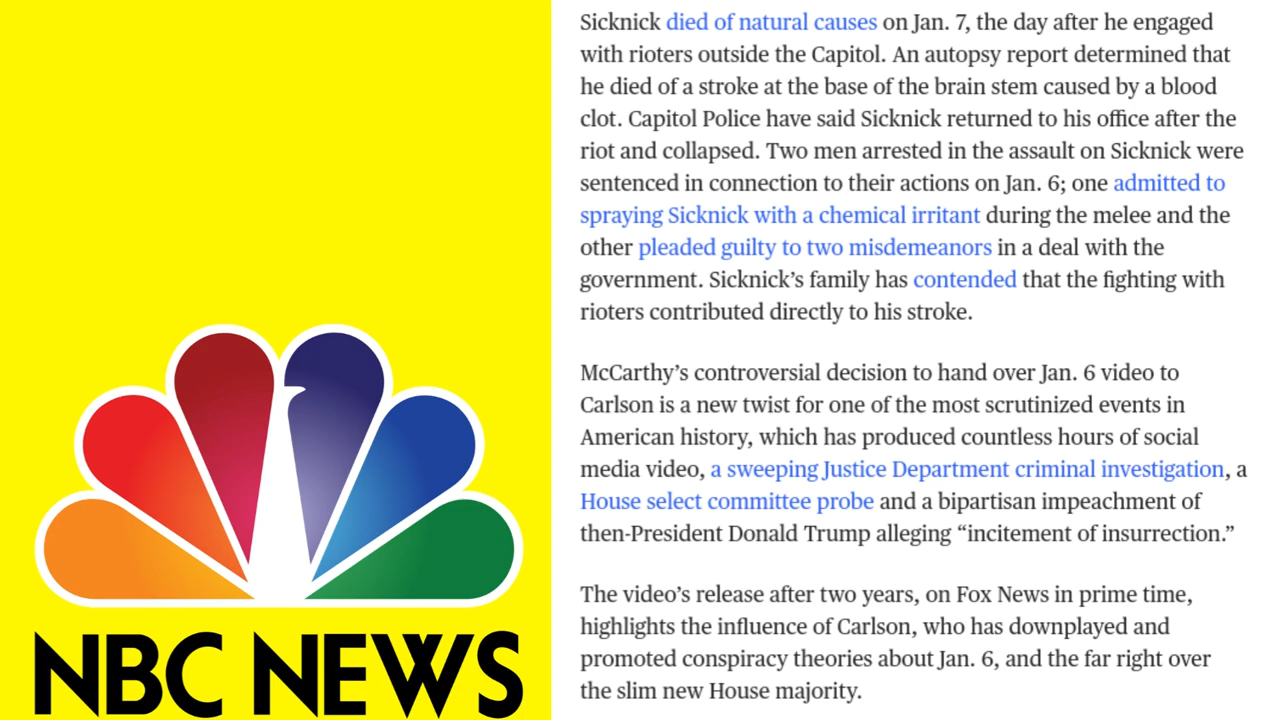 Sicknick died of natural causes on Jan. 7, the day after he engaged
with rioters outside the Capitol. An autopsy report determined that
he died of a stroke at the base of the brain stem caused by a blood
clot. Capitol Police have said Sicknick returned to his office after the
riot and collapsed. Two men arrested in the assault on Sicknick were
sentenced in connection to their actions on Jan. 6; one admitted to
spraying Sicknick with a chemical irritant during the melee and the
other pleaded guilty to two misdemeanors in a deal with the
government. Sicknick’s family has contended that the fighting with
rioters contributed directly to his stroke.
McCarthy’s controversial decision to hand over Jan. 6 video to
Carlson is a new twist for one of the most scrutinized events in
American history, which has produced countless hours of social
media video, a sweeping Justice Department criminal investigation, a
House select committee probe and a bipartisan impeachment of
then-President Donald Trump alleging “incitement of insurrection.”
The video’s release after two years, on Fox News in prime time,
highlights the influence of Carlson, who has downplayed and
promoted conspiracy theories about Jan. 6, and the far right over
the slim new House majority.
NBC NEWS